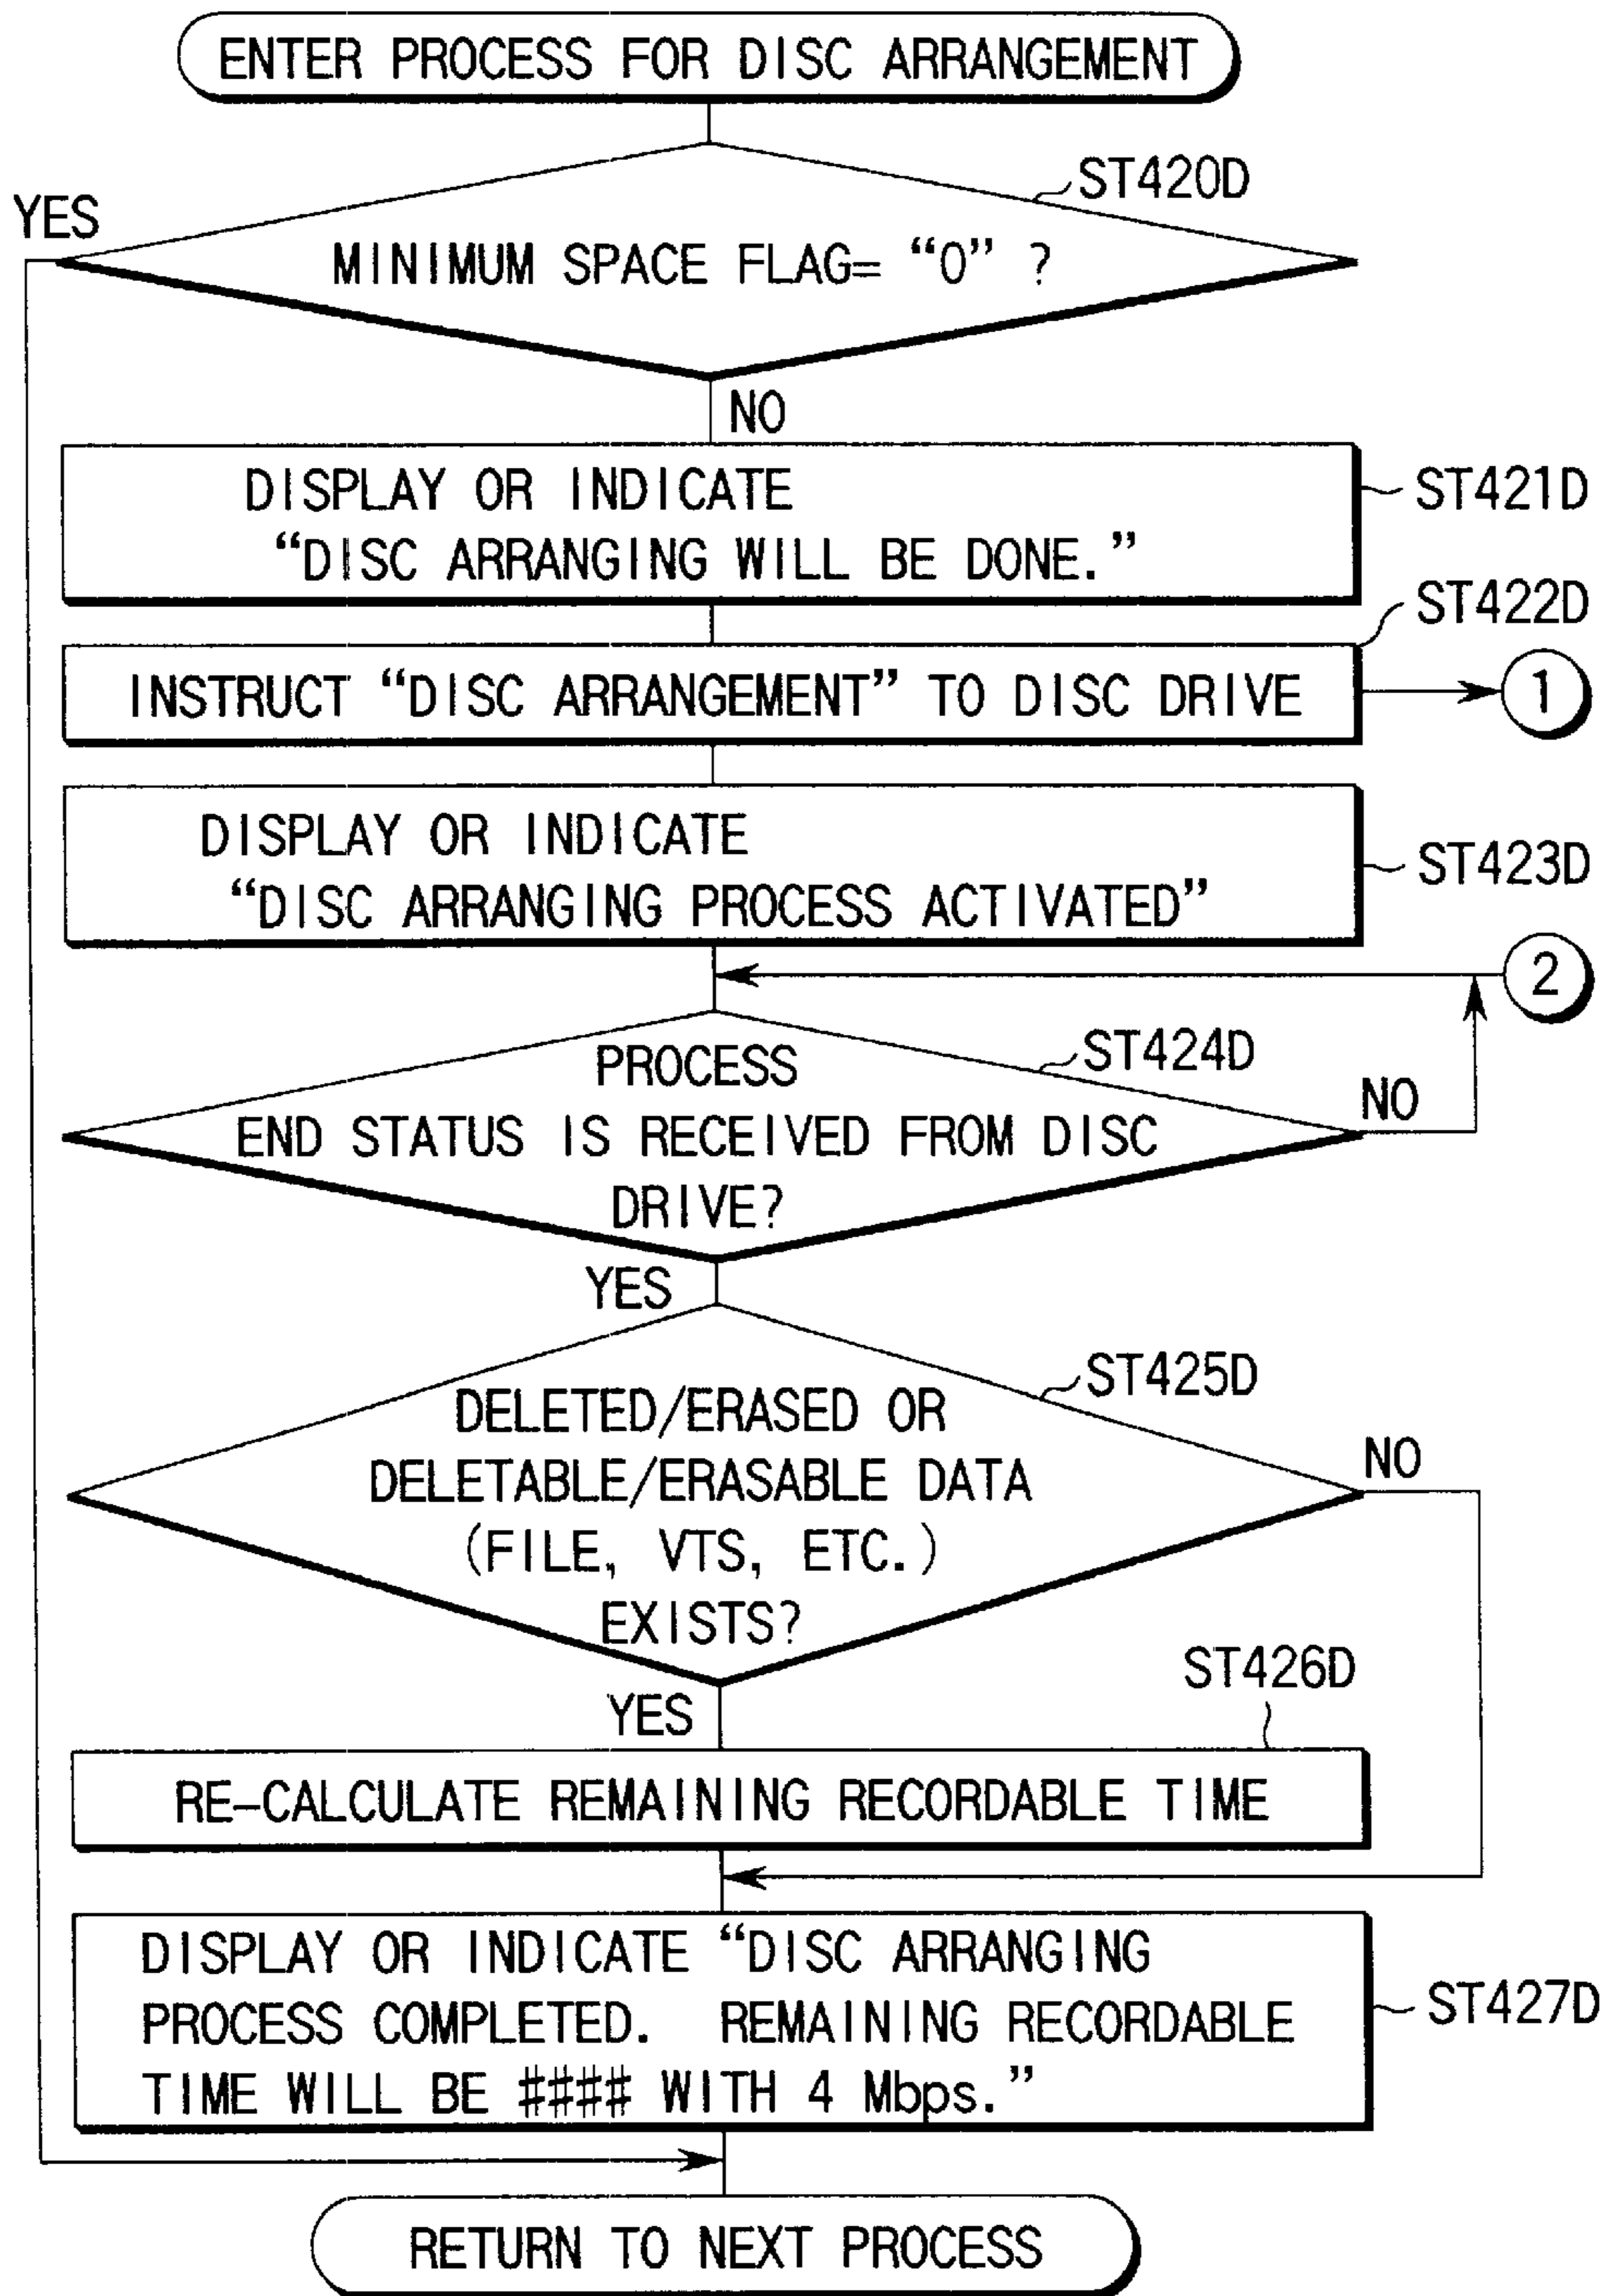 ENTER PROCESS FOR DISC ARRANGEMENT
ST420D
YES
MINIMUM SPACE FLAG= “0” ?
NO
DISPLAY OR INDICATE
“DISC ARRANGING WILL BE DONE.”
ST421D
ST422D
INSTRUCT “DISC ARRANGEMENT” TO DISC DRIVE
1
DISPLAY OR INDICATE
“DISC ARRANGING PROCESS ACTIVATED”
ST423D
2
PROCESS
ST424D
NO
END STATUS IS RECEIVED FROM DISC
DRIVE?
YES
ST425D
DELETED/ERASED OR
NO
DELETABLE/ERASABLE DATA
(FILE, VTS, ETC.)
EXISTS?
ST426D
YES
RE-CALCULATE REMAINING RECORDABLE TIME
DISPLAY OR INDICATE “DISC ARRANGING
PROCESS COMPLETED. REMAINING RECORDABLE
TIME WILL BE #### WITH 4 Mbps.”
ST427D
RETURN TO NEXT PROCESS